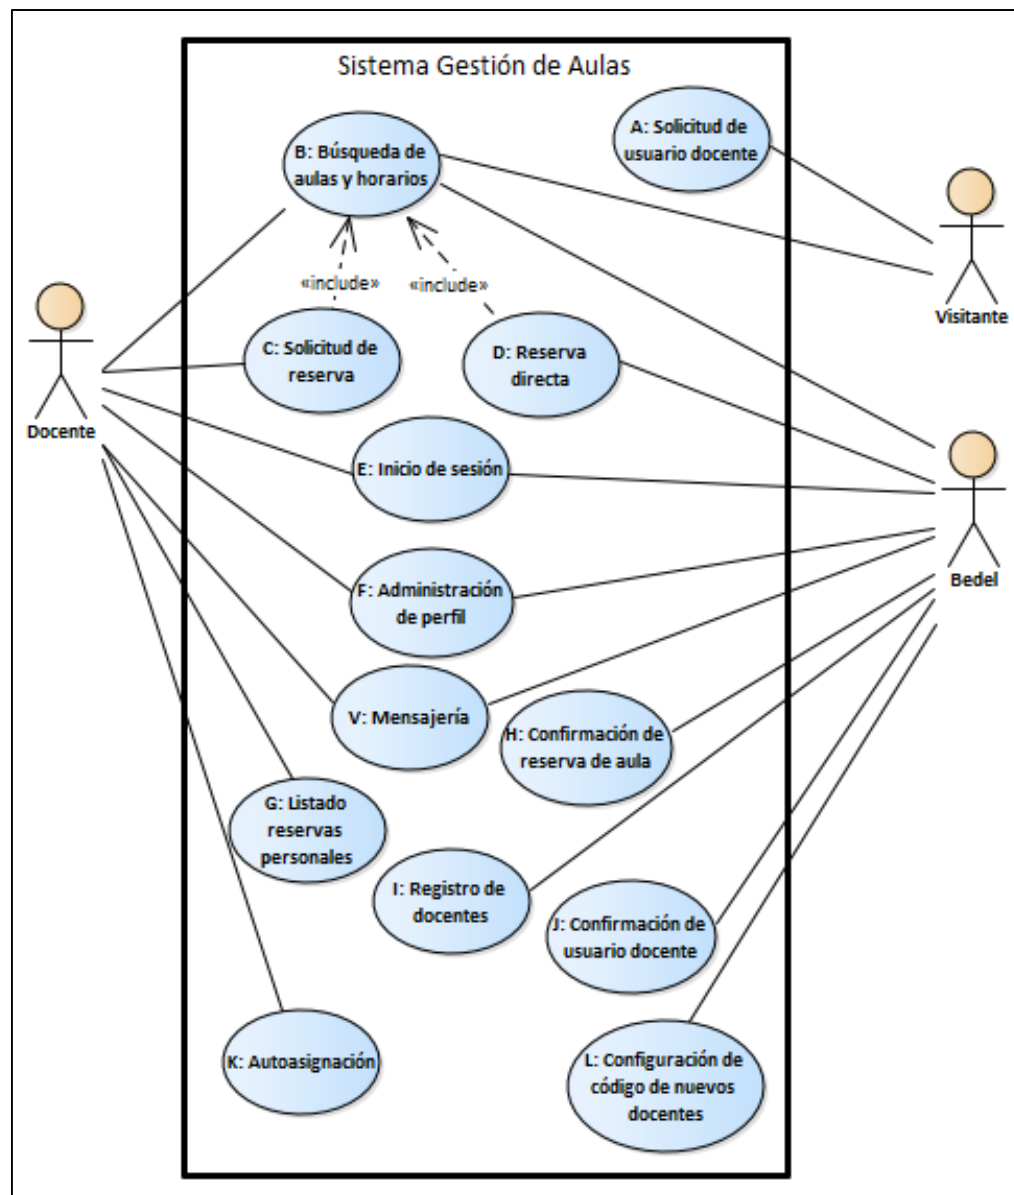 Sistema Gestión de Aulas
A: Solicitud de
usuario docente
B: Búsqueda de
aulas y horarios
«include»
«include»
Visitante
C: Solicitud de
reserva
D: Reserva
directa
Docente
E: Inicio de sesión
Bedel
F: Administración
de perfil
V: Mensajería
H: Confirmación de
reserva de aula
G: Listado
reservas
personales
I: Registro de
docentes
J: Confirmación de
usuario docente
K: Autoasignación
L: Configuración de
código de nuevos
docentes